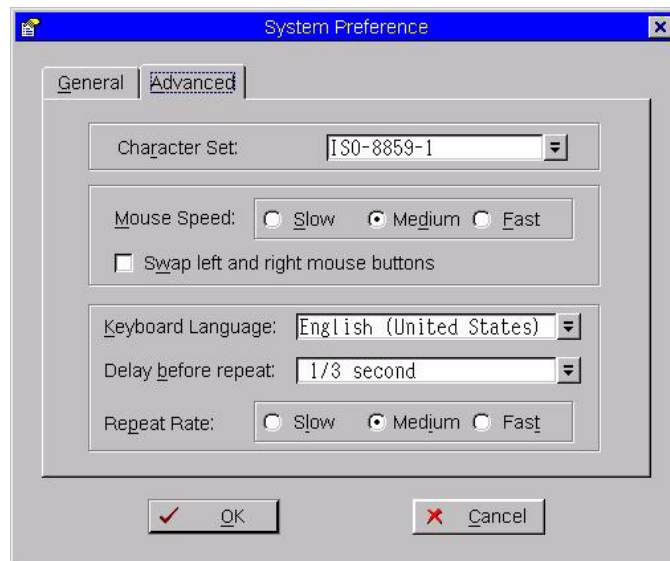 System Preference
General Advanced
Character Set: ISO-8859-1
Mouse Speed: Slow Medium Fast
Swap left and right mouse buttons
Keyboard Language: English (United States)
Delay before repeat: 1/3 second
Repeat Rate: Slow Medium Fast
OK Cancel